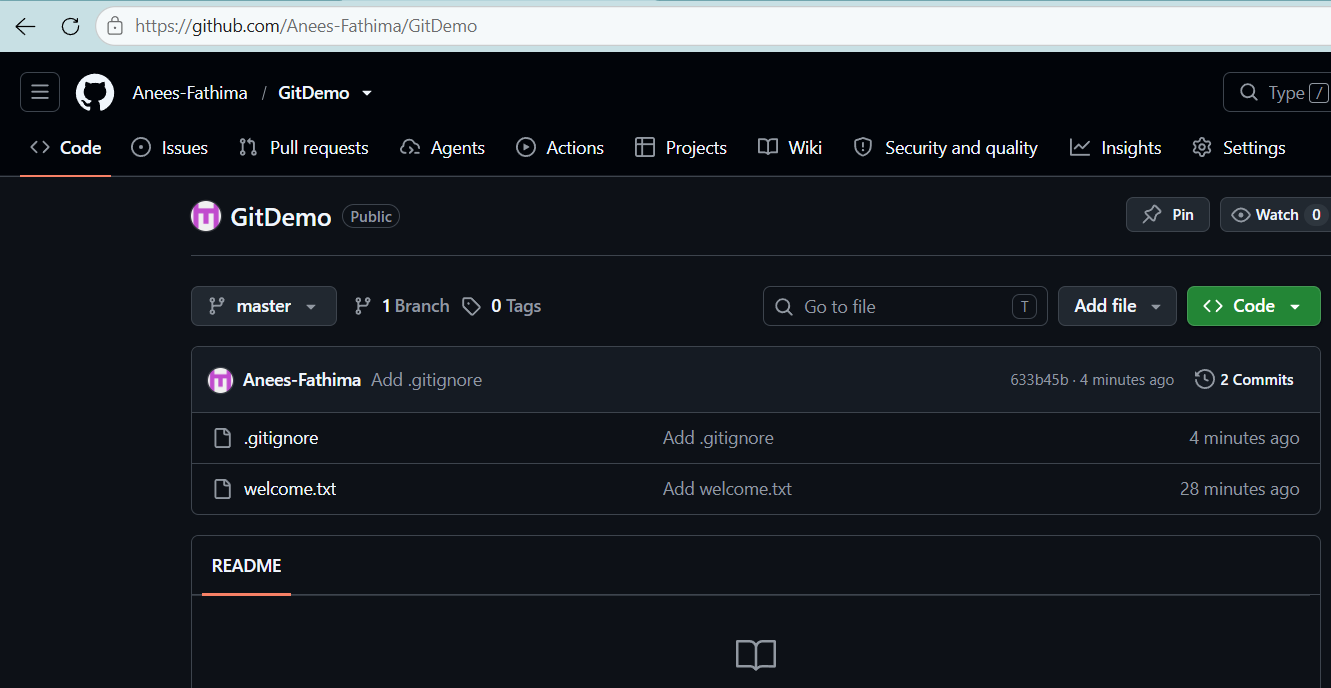 https://github.com/Anees-Fathima/GitDemo
Anees-Fathima / GitDemo
Type /
Code Issues Pull requests Agents Actions Projects Wiki Security and quality Insights Settings
GitDemo Public
Pin Watch 0
master 1 Branch 0 Tags Go to file T Add file Code
Anees-Fathima Add .gitignore 633b45b · 4 minutes ago 2 Commits
.gitignore Add .gitignore 4 minutes ago
welcome.txt Add welcome.txt 28 minutes ago
README